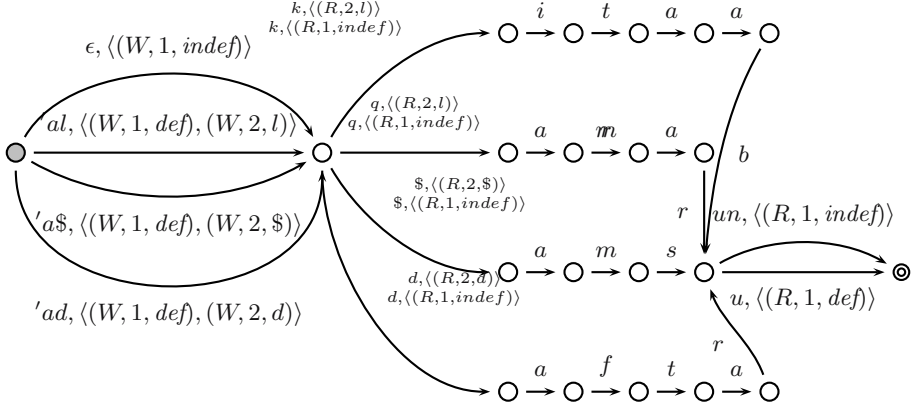 k,⟨(R,2,l)⟩
k,⟨(R,1,indef)⟩
i t a a
ϵ, ⟨(W, 1, indef)⟩
'al, ⟨(W, 1, def), (W, 2, l)⟩
q,⟨(R,2,l)⟩
q,⟨(R,1,indef)⟩
a m a
b
'a$, ⟨(W, 1, def), (W, 2, $)⟩
$,⟨(R,2,$)⟩
$,⟨(R,1,indef)⟩
r
un, ⟨(R, 1, indef)⟩
a m s
d,⟨(R,2,d)⟩
d,⟨(R,1,indef)⟩
u, ⟨(R, 1, def)⟩
'ad, ⟨(W, 1, def), (W, 2, d)⟩
r
a f t a